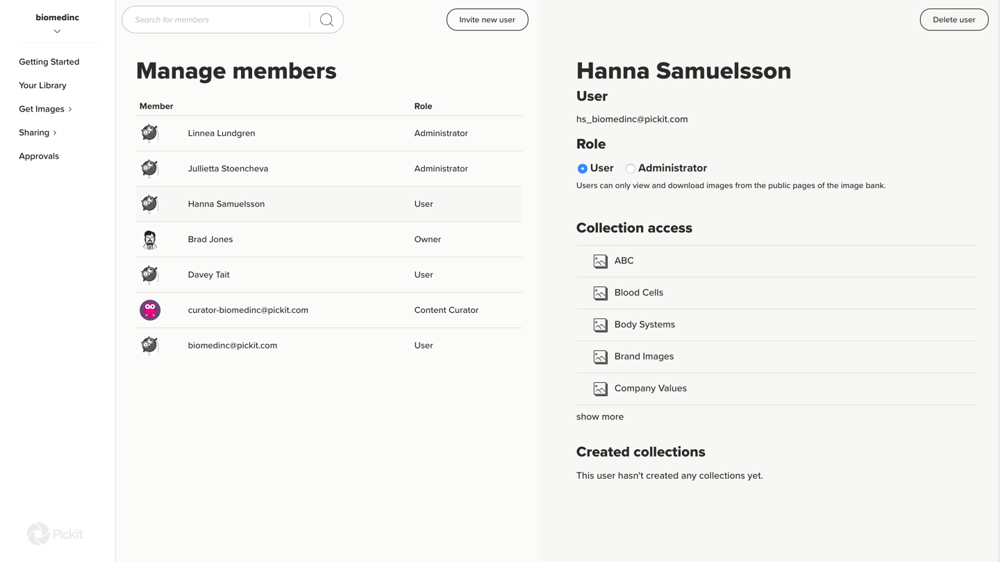 biomedinc
Getting Started
Your Library
Get Images
Sharing
Approvals
Pickit
Search for members
Invite new user
Manage members
Member Role
Linnea Lundgren Administrator
Jullietta Stoencheva Administrator
Hanna Samuelsson User
Brad Jones Owner
Davey Tait User
curator-biomedinc@pickit.com Content Curator
biomedinc@pickit.com User
Delete user
Hanna Samuelsson
User
hs_biomedinc@pickit.com
Role
User Administrator
Users can only view and download images from the public pages of the image bank.
Collection access
ABC
Blood Cells
Body Systems
Brand Images
Company Values
show more
Created collections
This user hasn't created any collections yet.